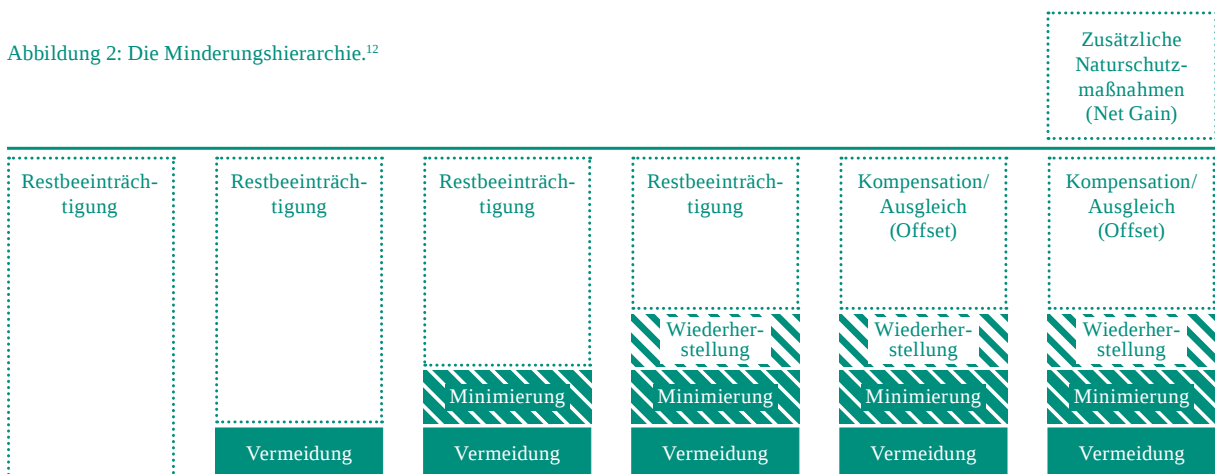 Abbildung 2: Die Minderungshierarchie.¹²
Zusätzliche
Naturschutz-
maßnahmen
(Net Gain)
Restbeeinträch-
tigung
Restbeeinträch-
tigung
Vermeidung
Restbeeinträch-
tigung
Minimierung
Vermeidung
Restbeeinträch-
tigung
Wiederher-
stellung
Minimierung
Vermeidung
Kompensation/
Ausgleich
(Offset)
Wiederher-
stellung
Minimierung
Vermeidung
Kompensation/
Ausgleich
(Offset)
Wiederher-
stellung
Minimierung
Vermeidung